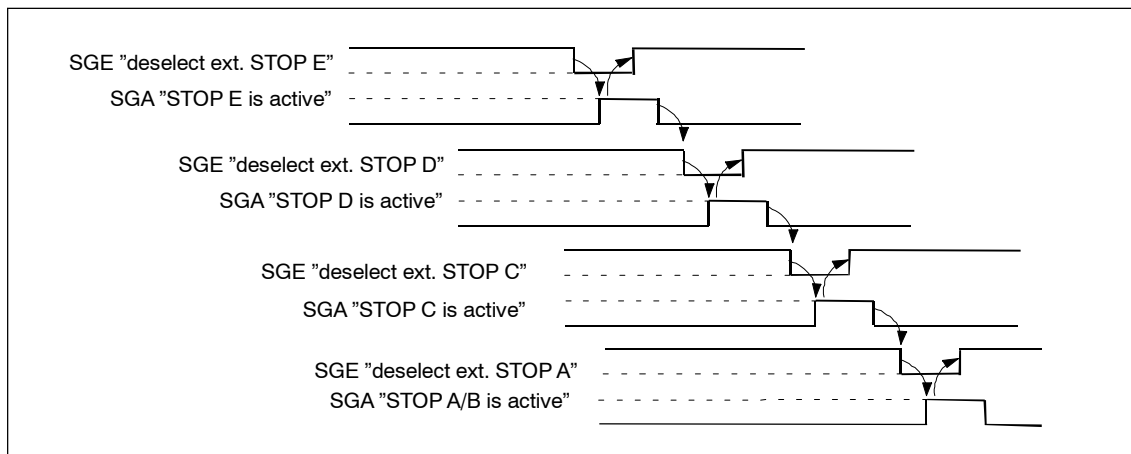 SGE ”deselect ext. STOP E”
SGA ”STOP E is active”
SGE ”deselect ext. STOP D”
SGA ”STOP D is active”
SGE ”deselect ext. STOP C”
SGA ”STOP C is active”
SGE ”deselect ext. STOP A”
SGA ”STOP A/B is active”